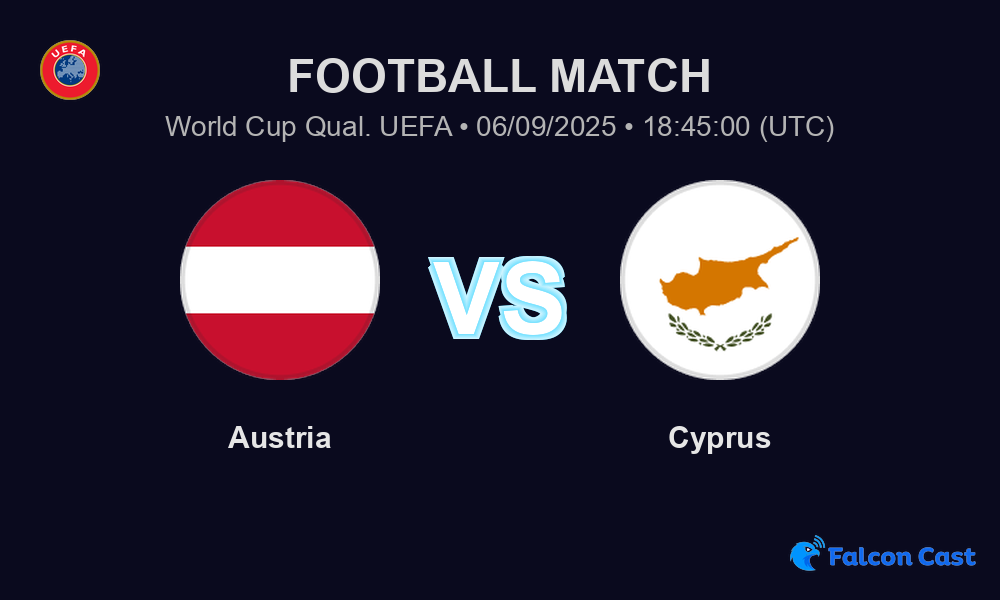 UEFA
FOOTBALL MATCH
World Cup Qual. UEFA • 06/09/2025 • 18:45:00 (UTC)
VS
Austria
Cyprus
Falcon Cast